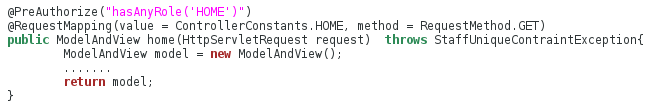 @PreAuthorize("hasAnyRole('HOME')")
@RequestMapping(value = ControllerConstants.HOME, method = RequestMethod.GET)
public ModelAndView home(HttpServletRequest request)  throws StaffUniqueContraintException{
        ModelAndView model = new ModelAndView();
        .......
        return model;
}